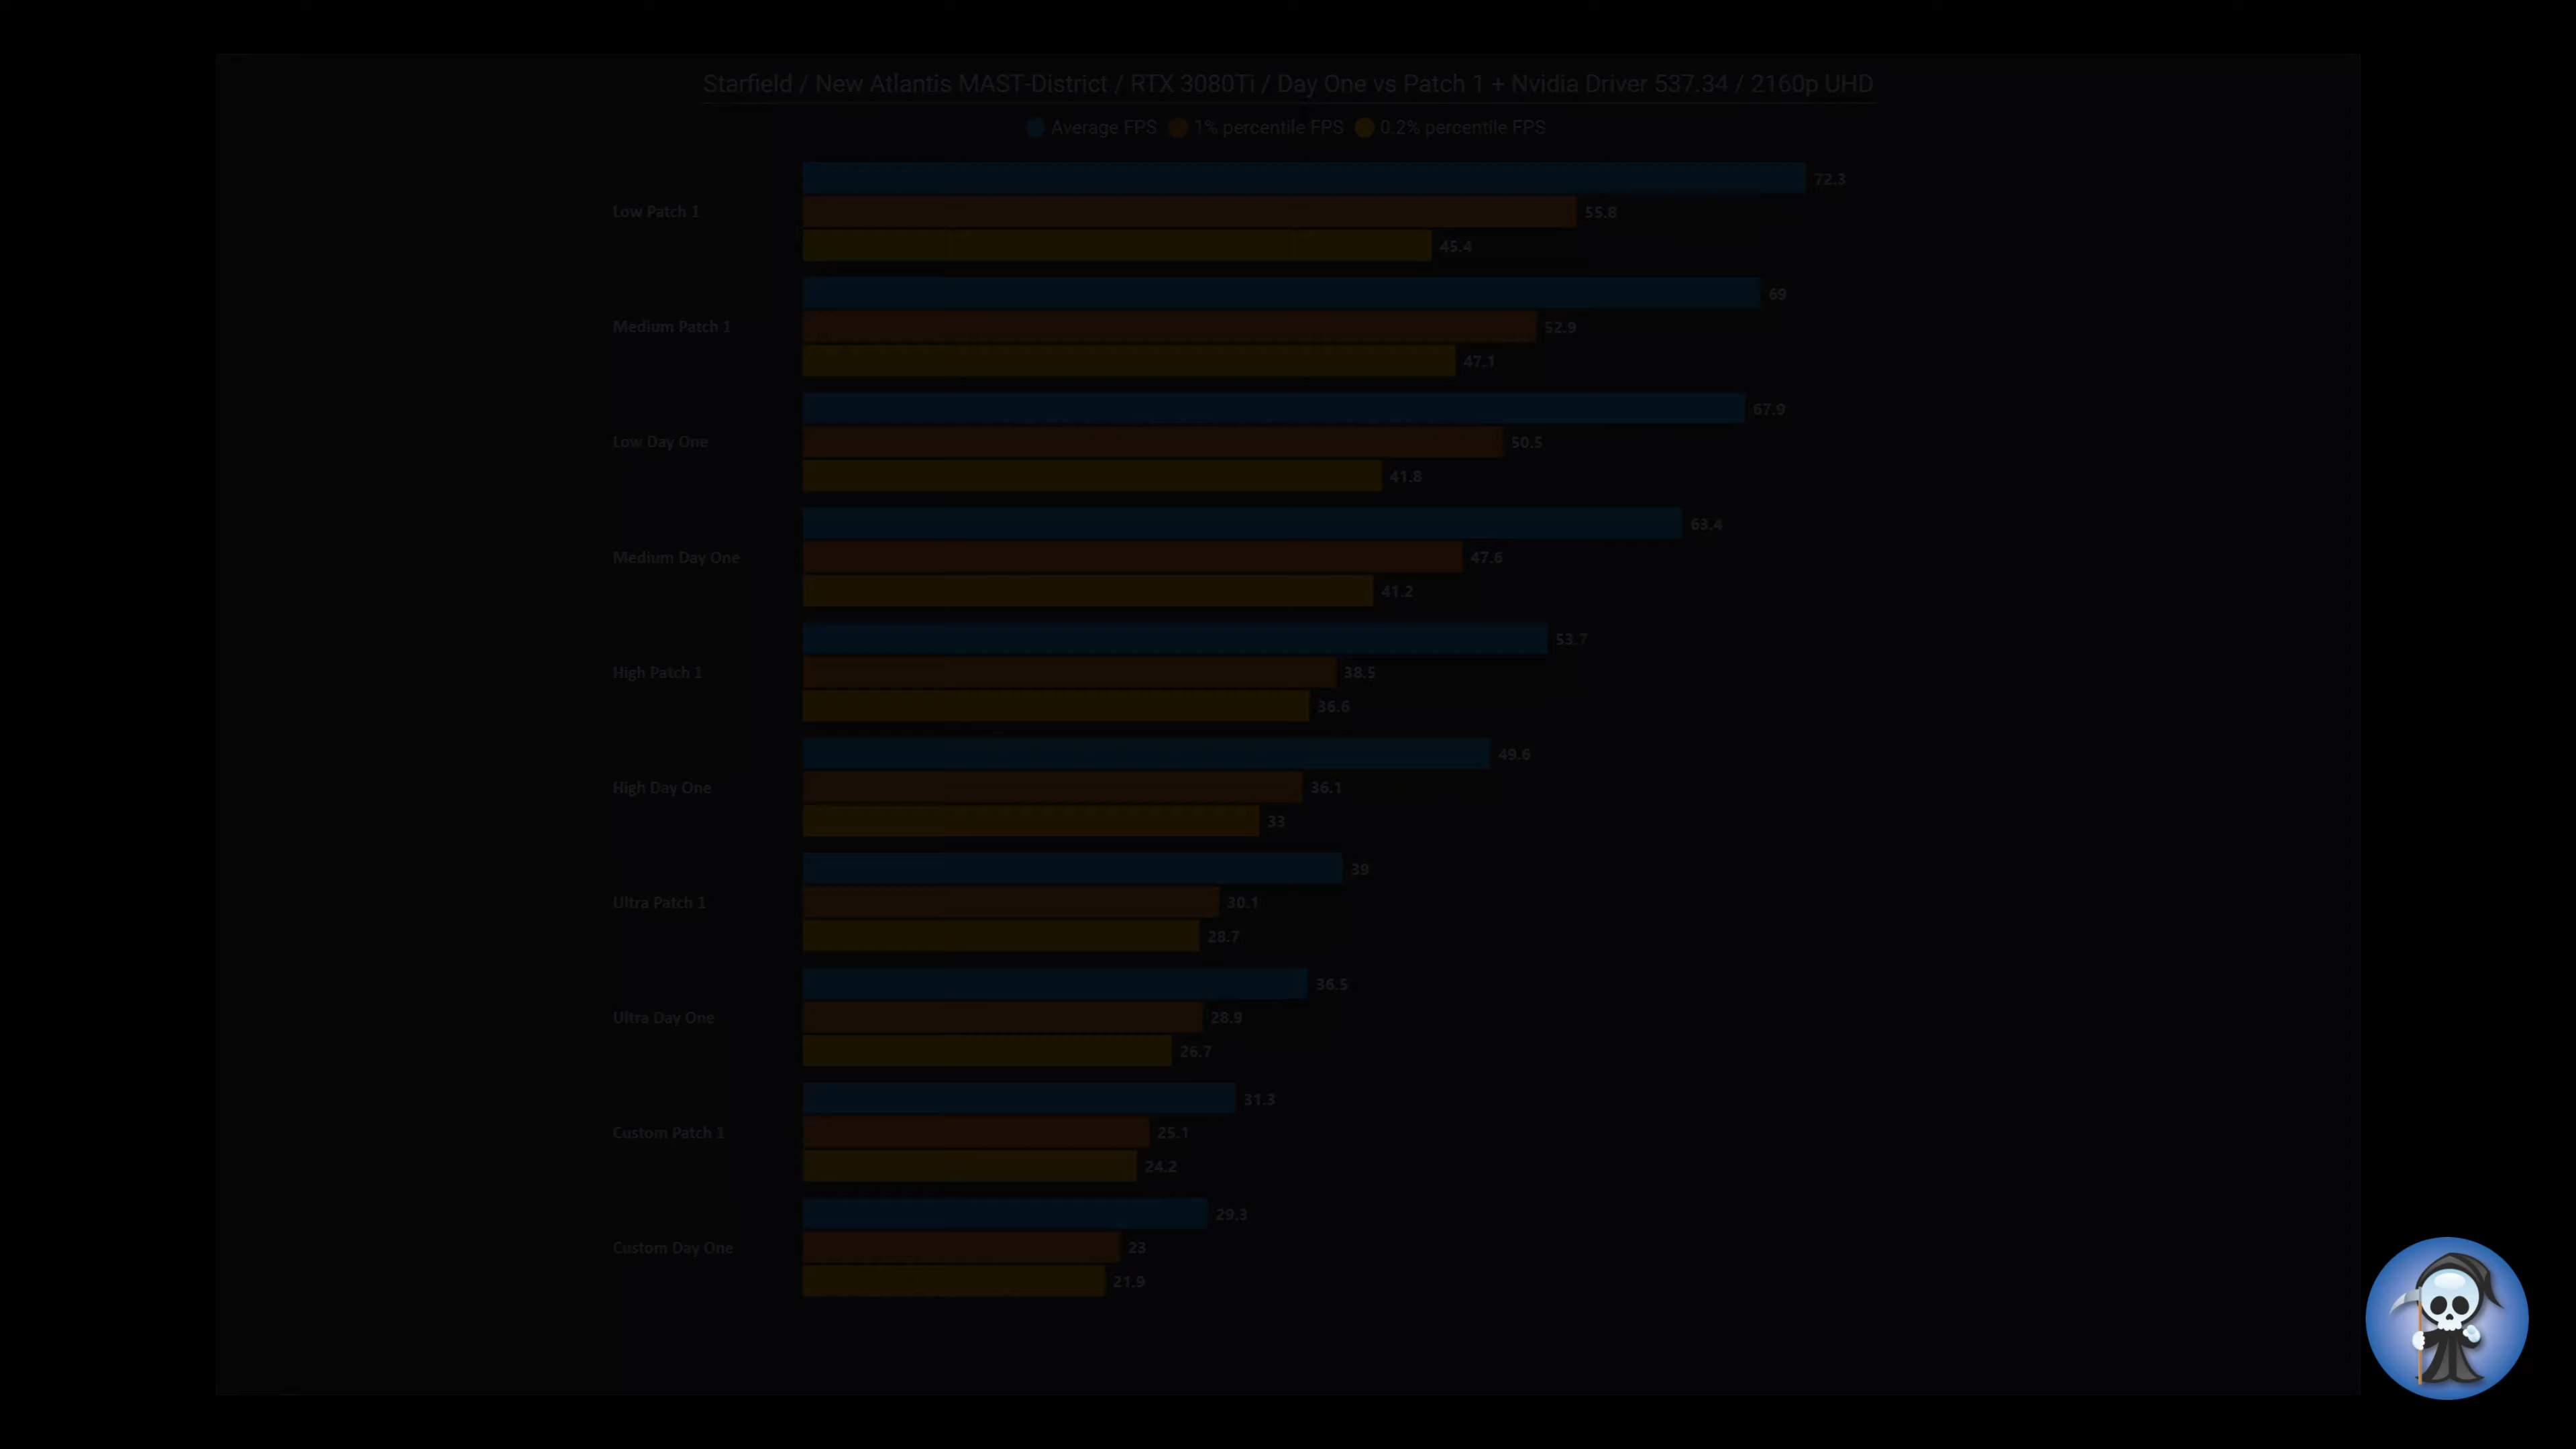 Starfield / New Atlantis MAST-District / RTX 3080Ti / Day One vs Patch 1 + Nvidia Driver 537.34 / 2160p UHD
Average FPS 1% percentile FPS 0.2% percentile FPS
72.3
Low Patch 1 55.8
45.4
69
Medium Patch 1 52.9
47.1
67.9
Low Day One 50.5
41.8
63.4
Medium Day One 47.6
41.2
53.7
High Patch 1 38.5
36.6
49.6
High Day One 36.1
33
39
Ultra Patch 1 30.1
28.7
36.5
Ultra Day One 28.9
26.7
31.3
Custom Patch 1 25.1
24.2
29.3
Custom Day One 23
21.9